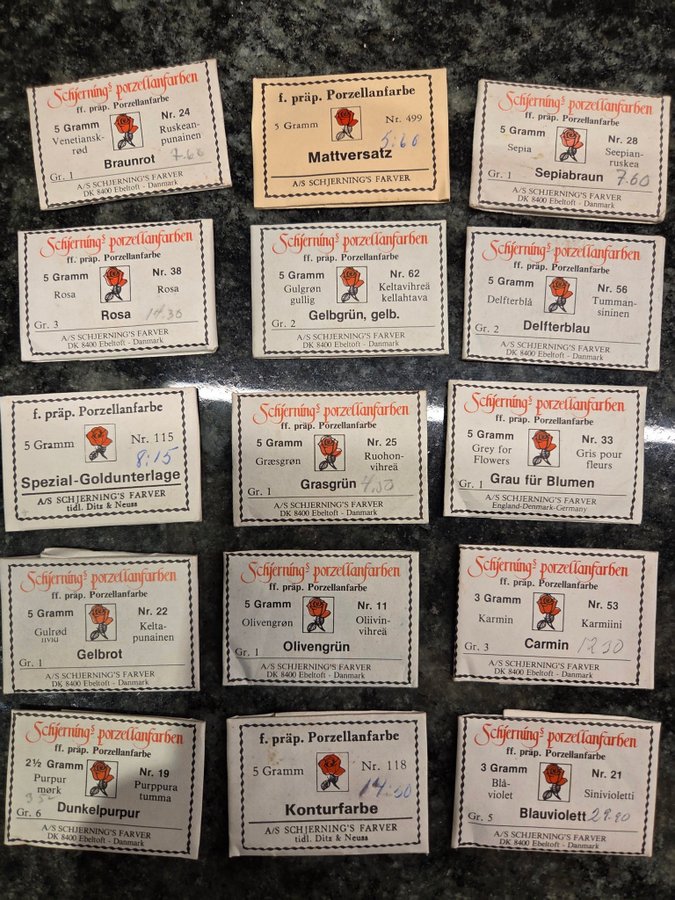 Schjerning's porzellanfarben
ff. präp. Porzellanfarbe
5 Gramm Nr. 24
Venetiansk- Ruskean-
rød punainen
Braunrot 7.60
Gr. 1
A/S SCHJERNING'S FARVER
DK 8400 Ebeltoft - Danmark
f. präp. Porzellanfarbe
5 Gramm Nr. 499
5:60
Mattversatz
A/S SCHJERNING'S FARVER
Schjerning's porzellanfarben
ff. präp. Porzellanfarbe
5 Gramm Nr. 28
Sepia Seepian-
ruskea
Gr. 1 Sepiabraun 7.60
A/S SCHJERNING'S FARVER
DK 8400 Ebeltoft - Danmark
Schjerning's porzellanfarben
ff. präp. Porzellanfarbe
5 Gramm Nr. 38
Rosa Rosa
Rosa 14.30
Gr. 3
A/S SCHJERNING'S FARVER
DK 8400 Ebeltoft - Danmark
Schjerning's porzellanfarben
ff. präp. Porzellanfarbe
5 Gramm Nr. 62
Gulgrøn Keltavihreä
gullig kellahtava
Gelbgrün, gelb.
Gr. 2
A/S SCHJERNING'S FARVER
DK 8400 Ebeltoft - Danmark
Schjerning's porzellanfarben
ff. präp. Porzellanfarbe
5 Gramm Nr. 56
Delfterblå Tumman-
sininen
Delfterblau
Gr. 2
A/S SCHJERNING'S FARVER
DK 8400 Ebeltoft - Danmark
f. präp. Porzellanfarbe
5 Gramm Nr. 115
8:15
Spezial-Goldunterlage
A/S SCHJERNING'S FARVER
tidl. Ditz & Neuss
Schjerning's porzellanfarben
ff. präp. Porzellanfarbe
5 Gramm Nr. 25
Græsgrøn Ruohon-
vihreä
Grasgrün
Gr. 1
A/S SCHJERNING'S FARVER
DK 8400 Ebeltoft - Danmark
Schjerning's porzellanfarben
ff. präp. Porzellanfarbe
5 Gramm Nr. 33
Grey for Gris pour
Flowers fleurs
Gr. 1 Grau für Blumen
A/S SCHJERNING'S FARVER
England-Denmark-Germany
Schjerning's porzellanfarben
ff. präp. Porzellanfarbe
5 Gramm Nr. 22
Gulrød Kelta-
livid punainen
Gelbrot
Gr. 1
A/S SCHJERNING'S FARVER
DK 8400 Ebeltoft - Danmark
Schjerning's porzellanfarben
ff. präp. Porzellanfarbe
5 Gramm Nr. 11
Olivengrøn Oliivin-
vihreä
Olivengrün
Gr. 1
A/S SCHJERNING'S FARVER
DK 8400 Ebeltoft - Danmark
Schjerning's porzellanfarben
ff. präp. Porzellanfarbe
3 Gramm Nr. 53
Karmin Karmiini
Gr. 3 Carmin
A/S SCHJERNING'S FARVER
DK 8400 Ebeltoft - Danmark
Schjerning's porzellanfarben
ff. präp. Porzellanfarbe
2½ Gramm Nr. 19
Purpur Purppura
mørk tumma
Dunkelpurpur
Gr. 6
A/S SCHJERNING'S FARVER
DK 8400 Ebeltoft - Danmark
f. präp. Porzellanfarbe
5 Gramm Nr. 118
14:00
Konturfarbe
A/S SCHJERNING'S FARVER
tidl. Ditz & Neuss
Schjerning's porzellanfarben
ff. präp. Porzellanfarbe
3 Gramm Nr. 21
Blå- Sinivioletti
violet
Blauviolett
Gr. 5
A/S SCHJERNING'S FARVER
DK 8400 Ebeltoft - Danmark